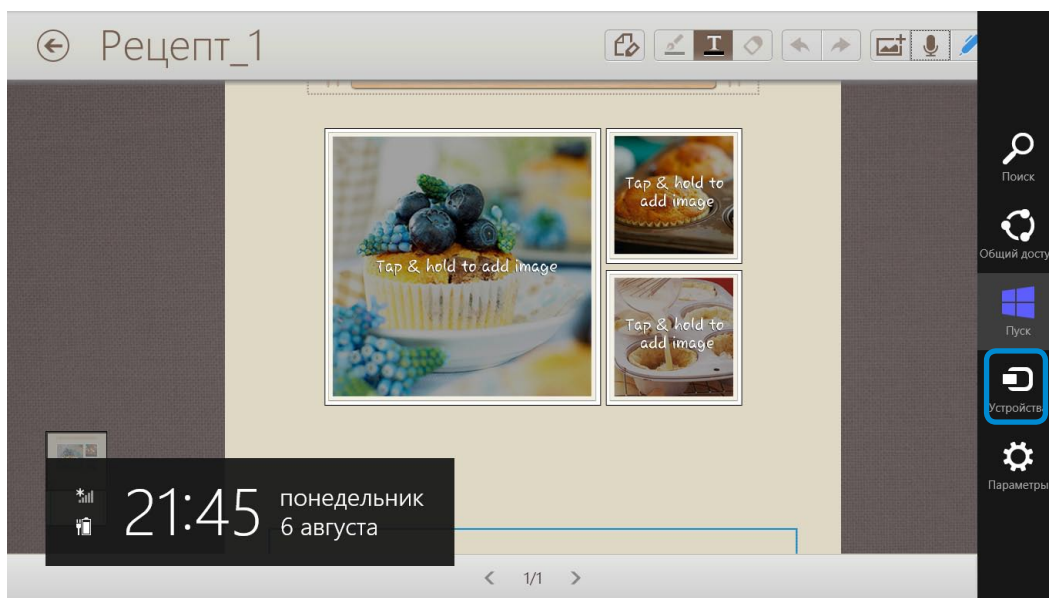 Рецепт_1
T
Tap & hold to add image
Tap & hold to
add image
Tap & hold to
add image
Поиск
Общий досту
Пуск
Устройства
Параметры
21:45
понедельник
6 августа
1/1